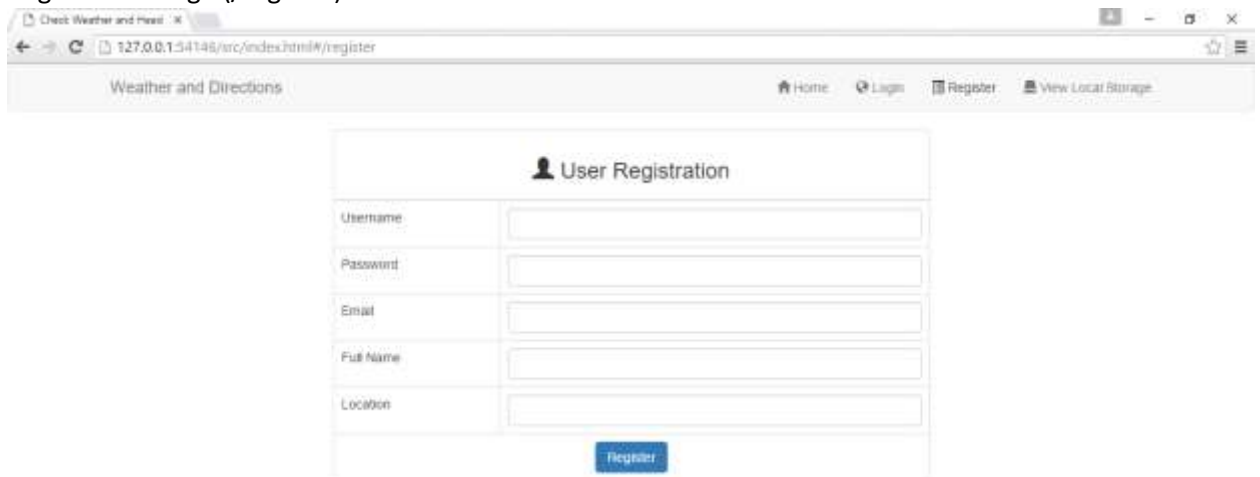 Check Weather and Head
127.0.0.1:54146/src/index.html#/register
Weather and Directions
Home Login Register View Local Storage
User Registration
Username
Password
Email
Full Name
Location
Register